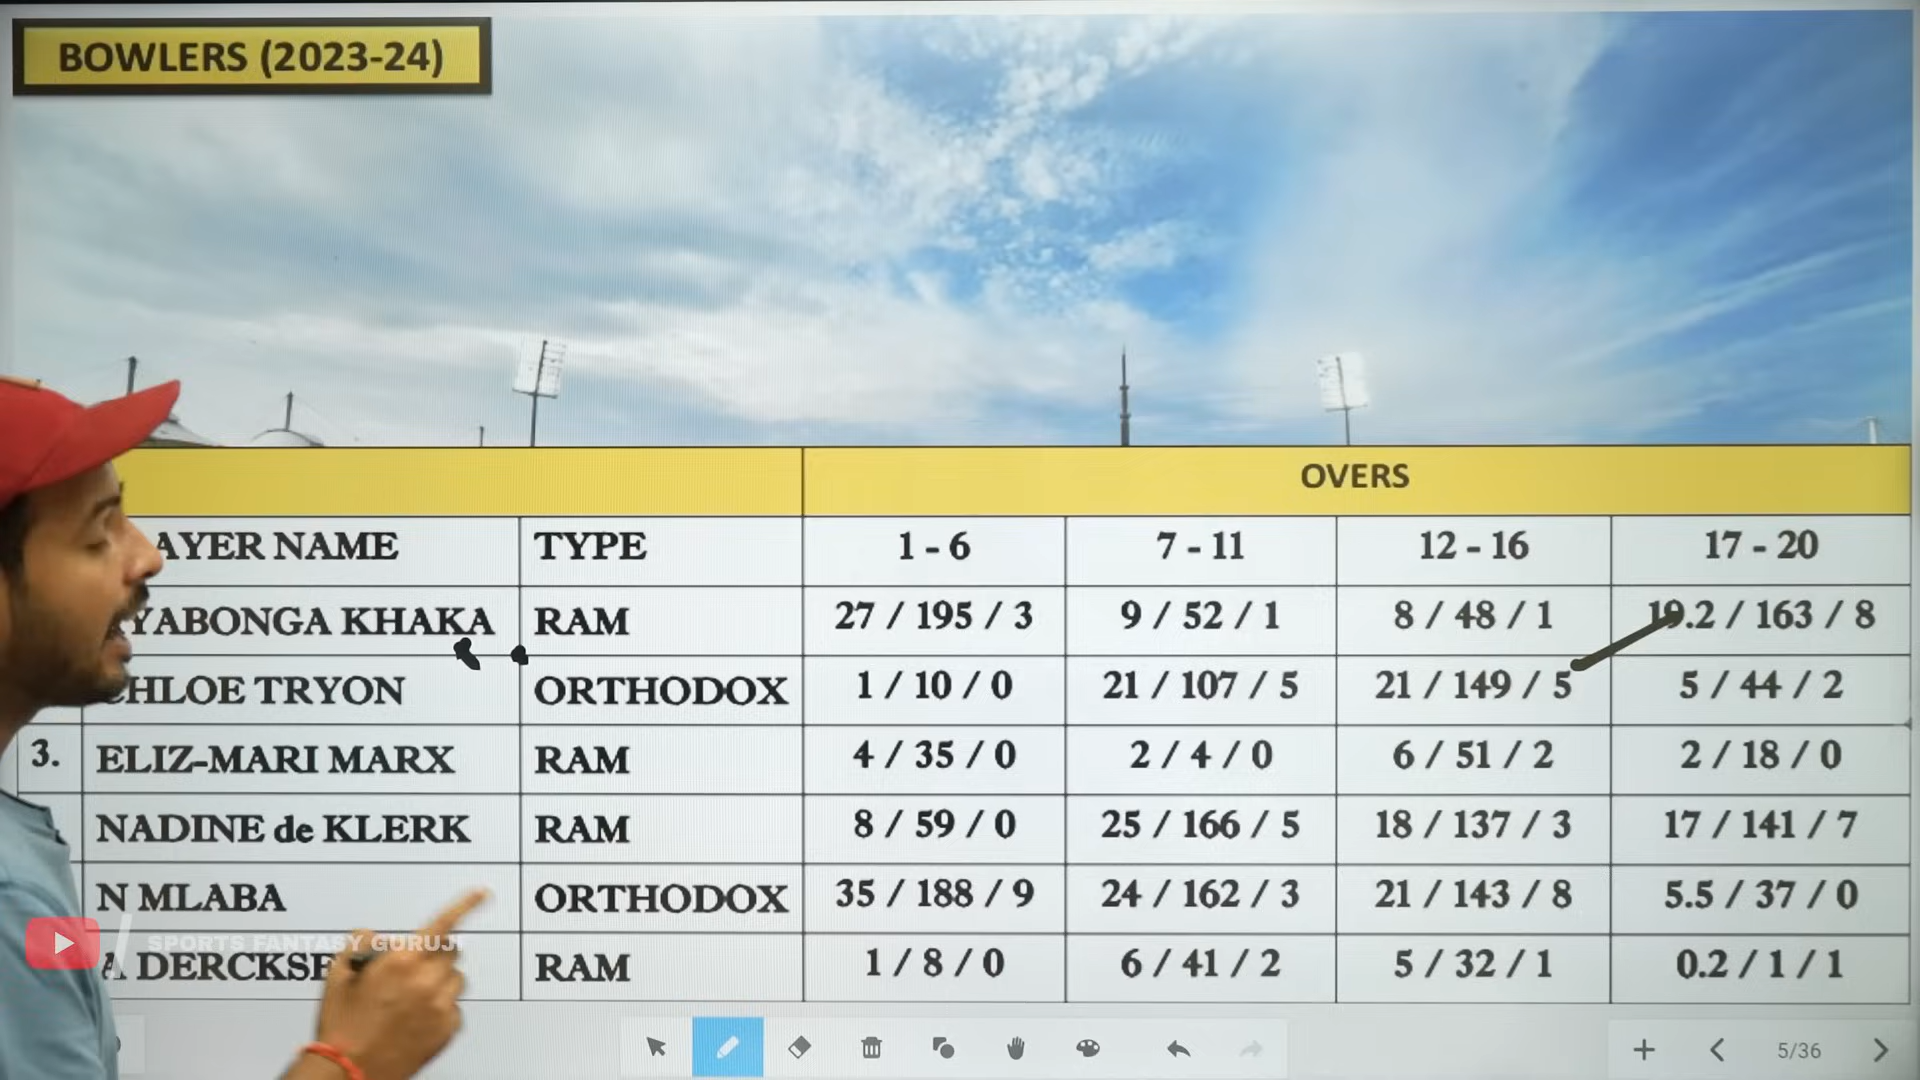 BOWLERS (2023-24)
OVERS
AYER NAME TYPE 1 - 6 7 - 11 12 - 16 17 - 20
YABONGA KHAKA RAM 27 / 195 / 3 9 / 52 / 1 8 / 48 / 1 19.2 / 163 / 8
CHLOE TRYON ORTHODOX 1 / 10 / 0 21 / 107 / 5 21 / 149 / 5 5 / 44 / 2
3. ELIZ-MARI MARX RAM 4 / 35 / 0 2 / 4 / 0 6 / 51 / 2 2 / 18 / 0
NADINE de KLERK RAM 8 / 59 / 0 25 / 166 / 5 18 / 137 / 3 17 / 141 / 7
N MLABA ORTHODOX 35 / 188 / 9 24 / 162 / 3 21 / 143 / 8 5.5 / 37 / 0
SPORTS FANTASY GURUJI
A DERCKSE RAM 1 / 8 / 0 6 / 41 / 2 5 / 32 / 1 0.2 / 1 / 1
5/36